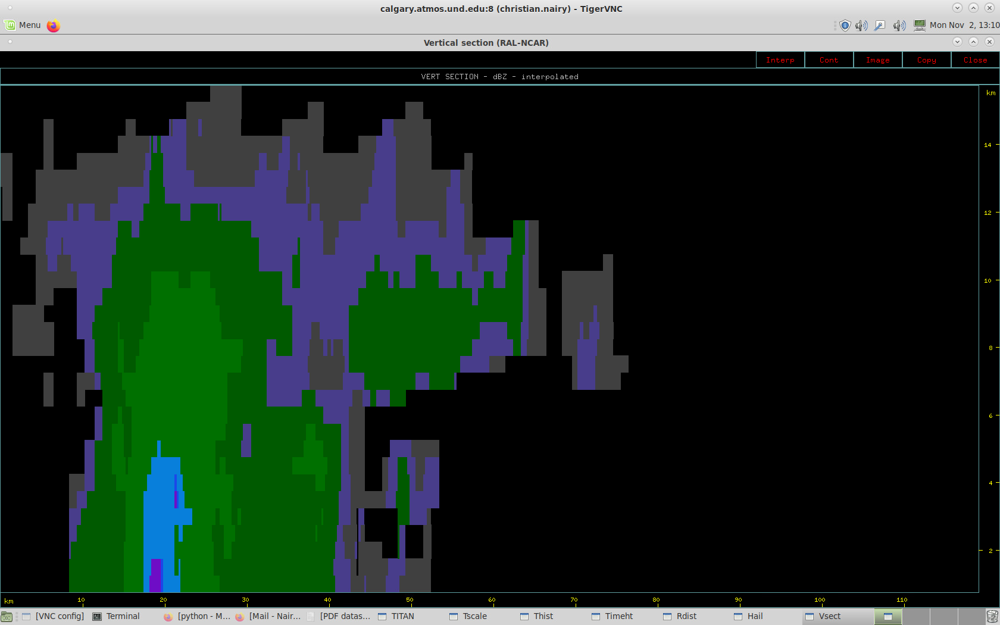 calgary.atmos.und.edu:8 (christian.nairy) - TigerVNC
Menu
Mon Nov 2, 13:10
Vertical section (RAL-NCAR)
Interp Cont Image Copy Close
VERT SECTION - dBZ - interpolated
km
14
12
10
8
6
4
2
km 10 20 30 40 50 60 70 80 90 100 110
[VNC config] Terminal [python - M... [Mail - Nair... [PDF datas... TITAN Tscale Thist Timeht Rdist Hail Vsect